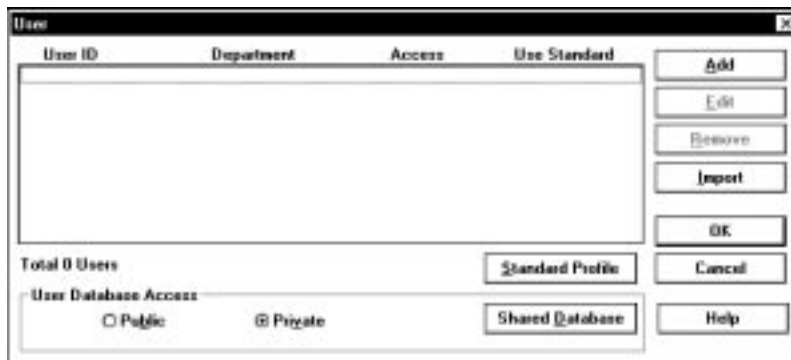 User
User ID Department Access Use Standard
Add
Edit
Remove
Import
OK
Total 0 Users
Standard Profile
Cancel
User Database Access
Public Private
Shared Database
Help